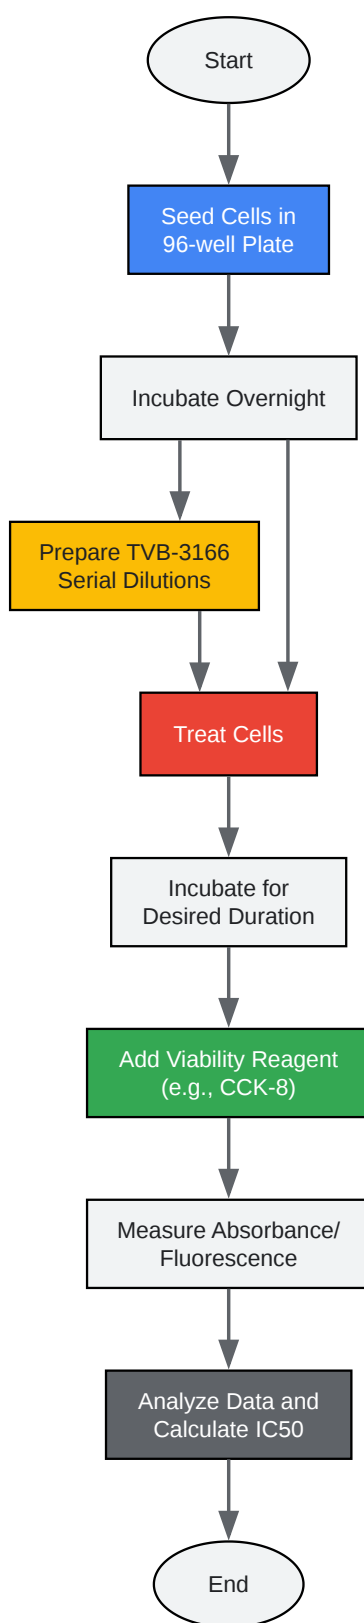 Start
Seed Cells in
96-well Plate
Incubate Overnight
Prepare TVB-3166
Serial Dilutions
Treat Cells
Incubate for
Desired Duration
Add Viability Reagent
(e.g., CCK-8)
Measure Absorbance/
Fluorescence
Analyze Data and
Calculate IC50
End